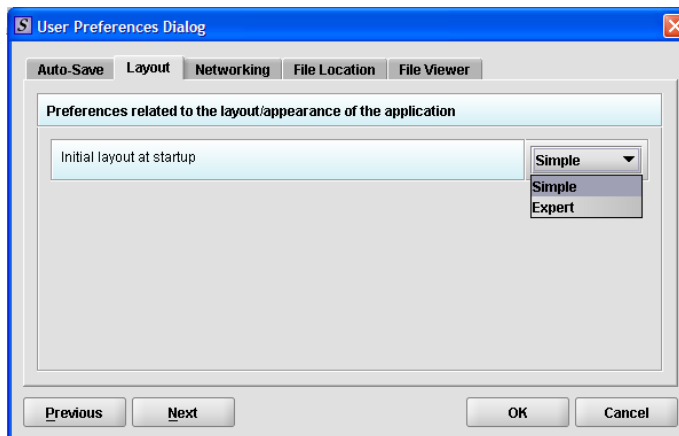 S User Preferences Dialog
Auto-Save Layout Networking File Location File Viewer
Preferences related to the layout/appearance of the application
Initial layout at startup Simple
Simple
Expert
Previous Next OK Cancel